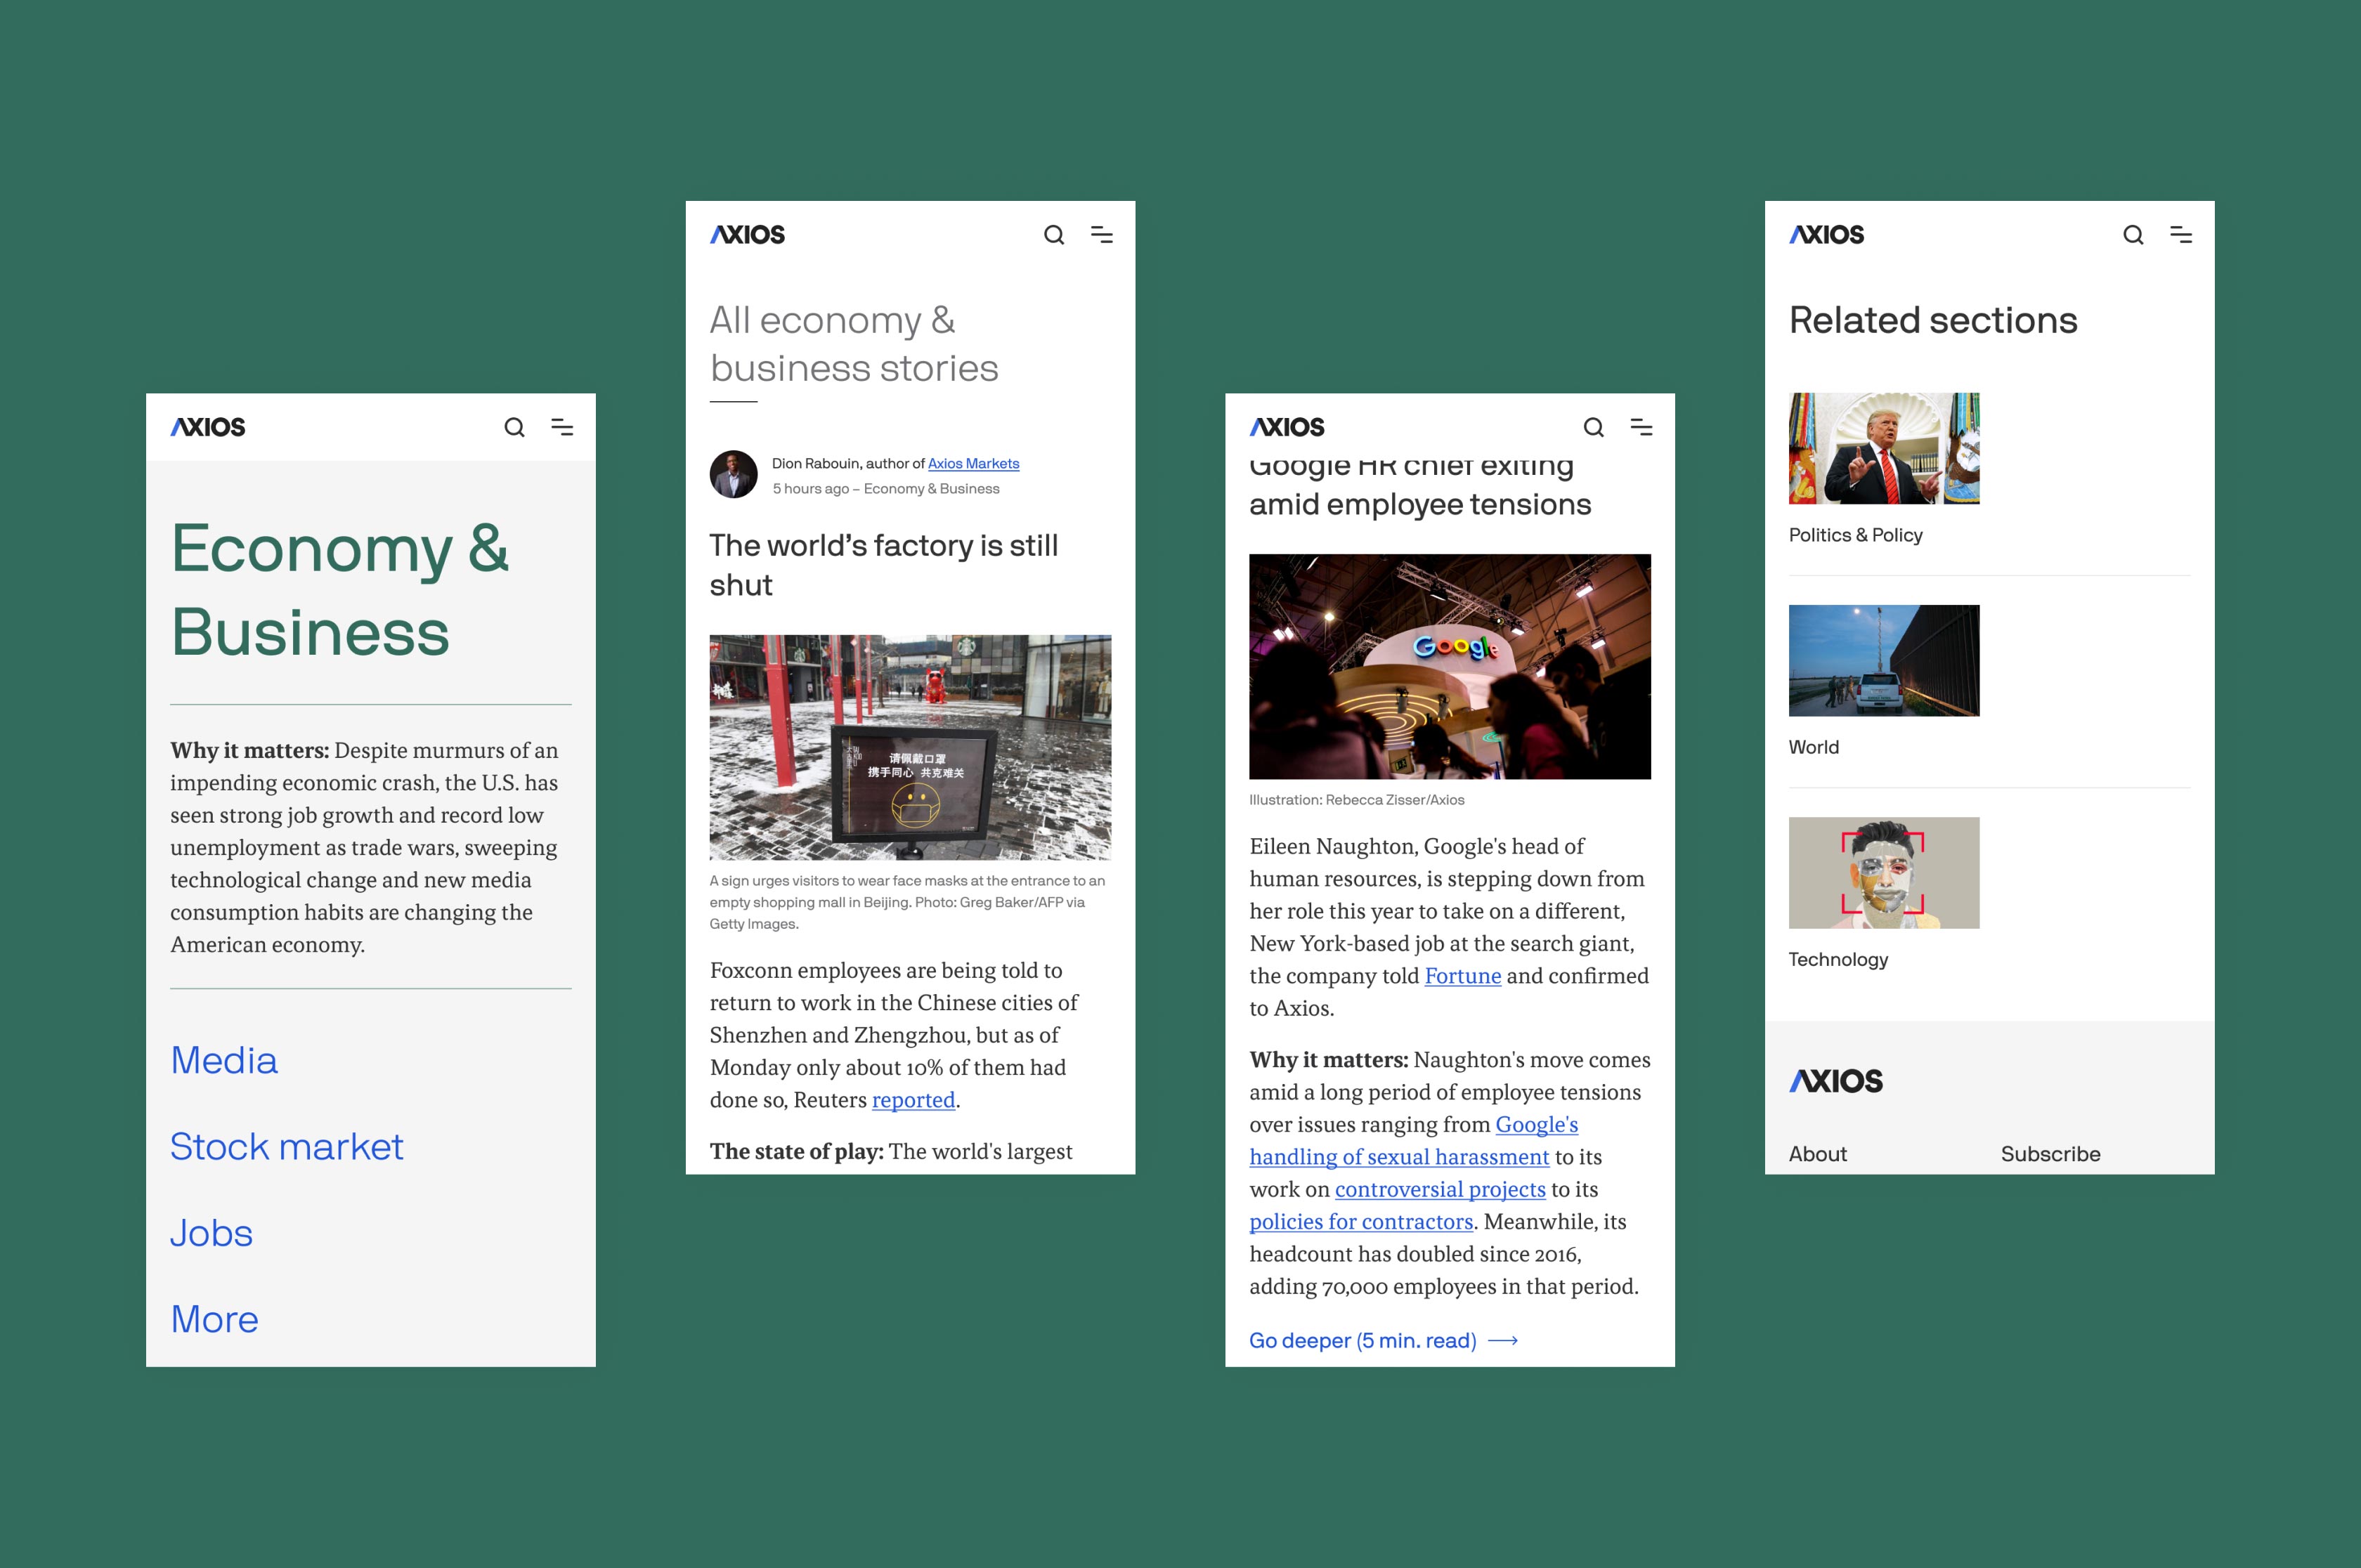 AXIOS
Economy &
Business
Why it matters: Despite murmurs of an
impending economic crash, the U.S. has
seen strong job growth and record low
unemployment as trade wars, sweeping
technological change and new media
consumption habits are changing the
American economy.
Media
Stock market
Jobs
More
AXIOS
All economy &
business stories
Dion Rabouin, author of Axios Markets
5 hours ago – Economy & Business
The world’s factory is still
shut
请佩戴口罩
携手同心 共克难关
A sign urges visitors to wear face masks at the entrance to an
empty shopping mall in Beijing. Photo: Greg Baker/AFP via
Getty Images.
Foxconn employees are being told to
return to work in the Chinese cities of
Shenzhen and Zhengzhou, but as of
Monday only about 10% of them had
done so, Reuters reported.
The state of play: The world's largest
AXIOS
Google HR chief exiting
amid employee tensions
Google
Illustration: Rebecca Zisser/Axios
Eileen Naughton, Google's head of
human resources, is stepping down from
her role this year to take on a different,
New York-based job at the search giant,
the company told Fortune and confirmed
to Axios.
Why it matters: Naughton's move comes
amid a long period of employee tensions
over issues ranging from Google's
handling of sexual harassment to its
work on controversial projects to its
policies for contractors. Meanwhile, its
headcount has doubled since 2016,
adding 70,000 employees in that period.
Go deeper (5 min. read) →
AXIOS
Related sections
Politics & Policy
World
Technology
AXIOS
About Subscribe